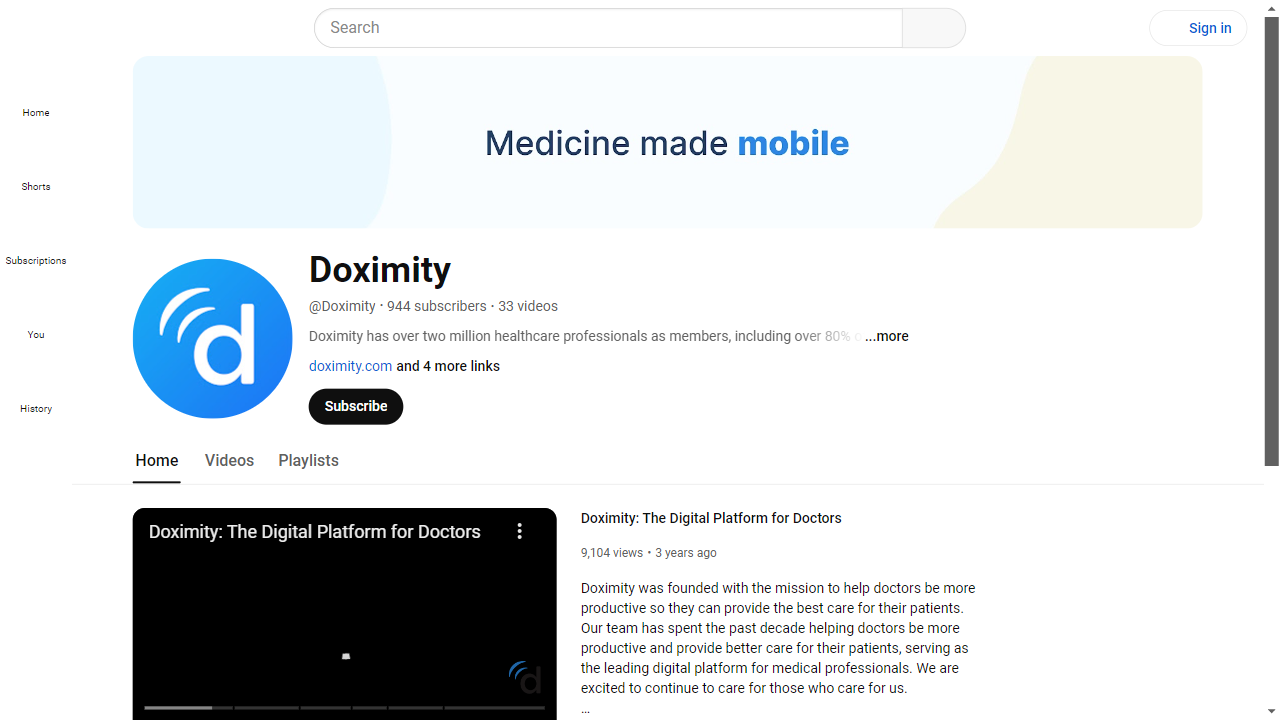 Search
Sign in
Home
Shorts
Subscriptions
You
History
Medicine made mobile
Doximity
@Doximity · 944 subscribers · 33 videos
Doximity has over two million healthcare professionals as members, including over 80% ...more
doximity.com and 4 more links
Subscribe
Home Videos Playlists
Doximity: The Digital Platform for Doctors
Doximity: The Digital Platform for Doctors
9,104 views • 3 years ago
Doximity was founded with the mission to help doctors be more
productive so they can provide the best care for their patients.
Our team has spent the past decade helping doctors be more
productive and provide better care for their patients, serving as
the leading digital platform for medical professionals. We are
excited to continue to care for those who care for us.
...